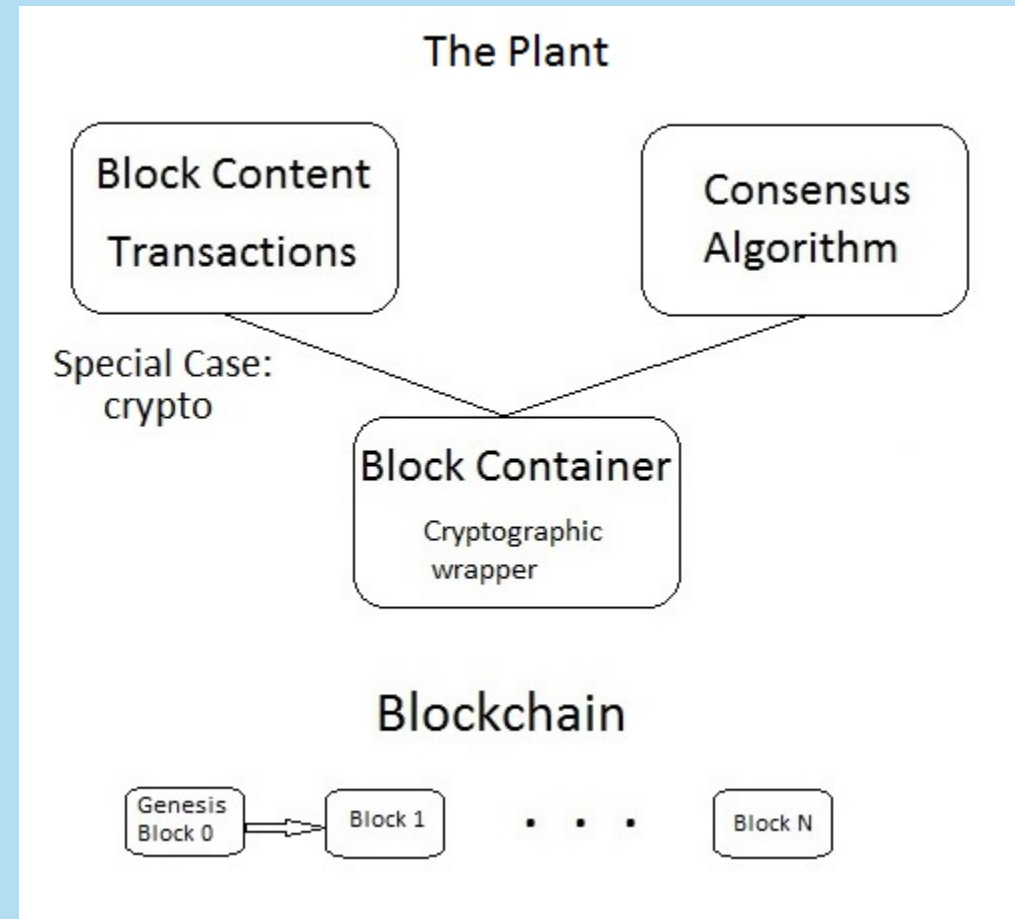 The Plant
Block Content
Transactions
Consensus
Algorithm
Special Case:
crypto
Block Container
Cryptographic
wrapper
Blockchain
Genesis
Block 0
Block 1
. . .
Block N